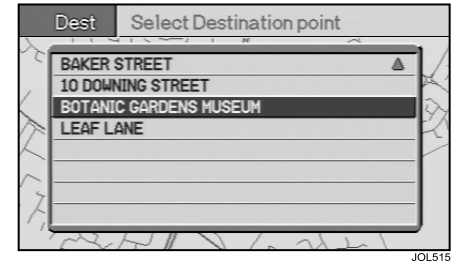 Dest Select Destination point
BAKER STREET
10 DOWNING STREET
BOTANIC GARDENS MUSEUM
LEAF LANE
JOL515